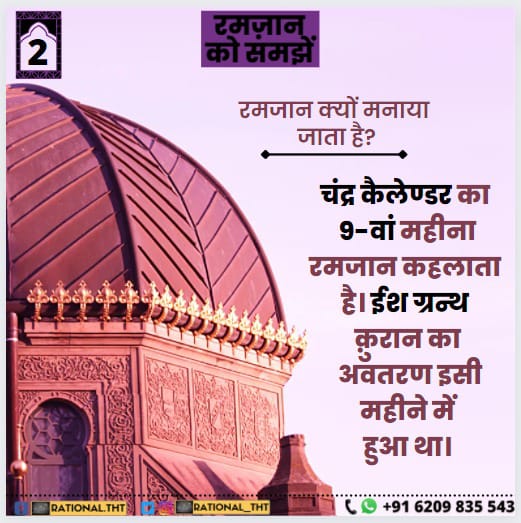 2
रमज़ान
को समझें
रमजान क्यों मनाया
जाता है?
चंद्र कैलेण्डर का
9-वां महीना
रमजान कहलाता
है। ईश ग्रन्थ
क़ुरान का
अवतरण इसी
महीने में
हुआ था।
RATIONAL.THT RATIONAL_THT +91 6209 835 543